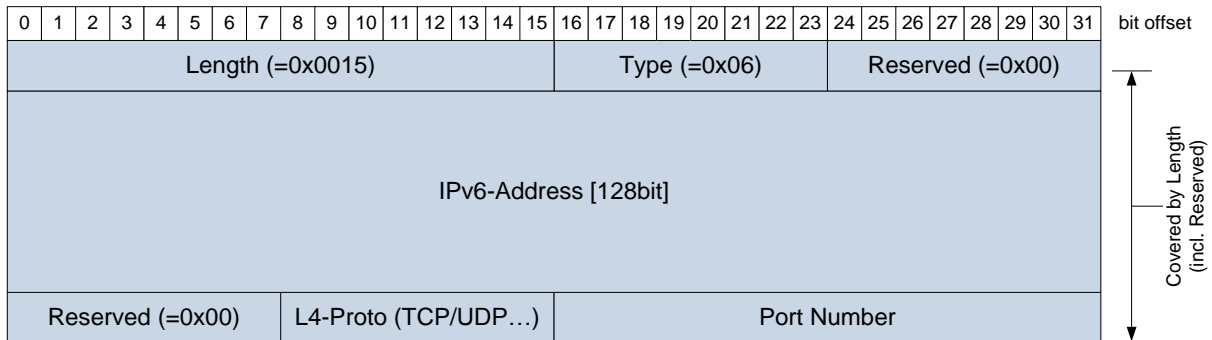 0 1 2 3 4 5 6 7 8 9 10 11 12 13 14 15 16 17 18 19 20 21 22 23 24 25 26 27 28 29 30 31 bit offset
Length (=0x0015) Type (=0x06) Reserved (=0x00)
IPv6-Address [128bit]
Covered by Length
(incl. Reserved)
Reserved (=0x00) L4-Proto (TCP/UDP…) Port Number